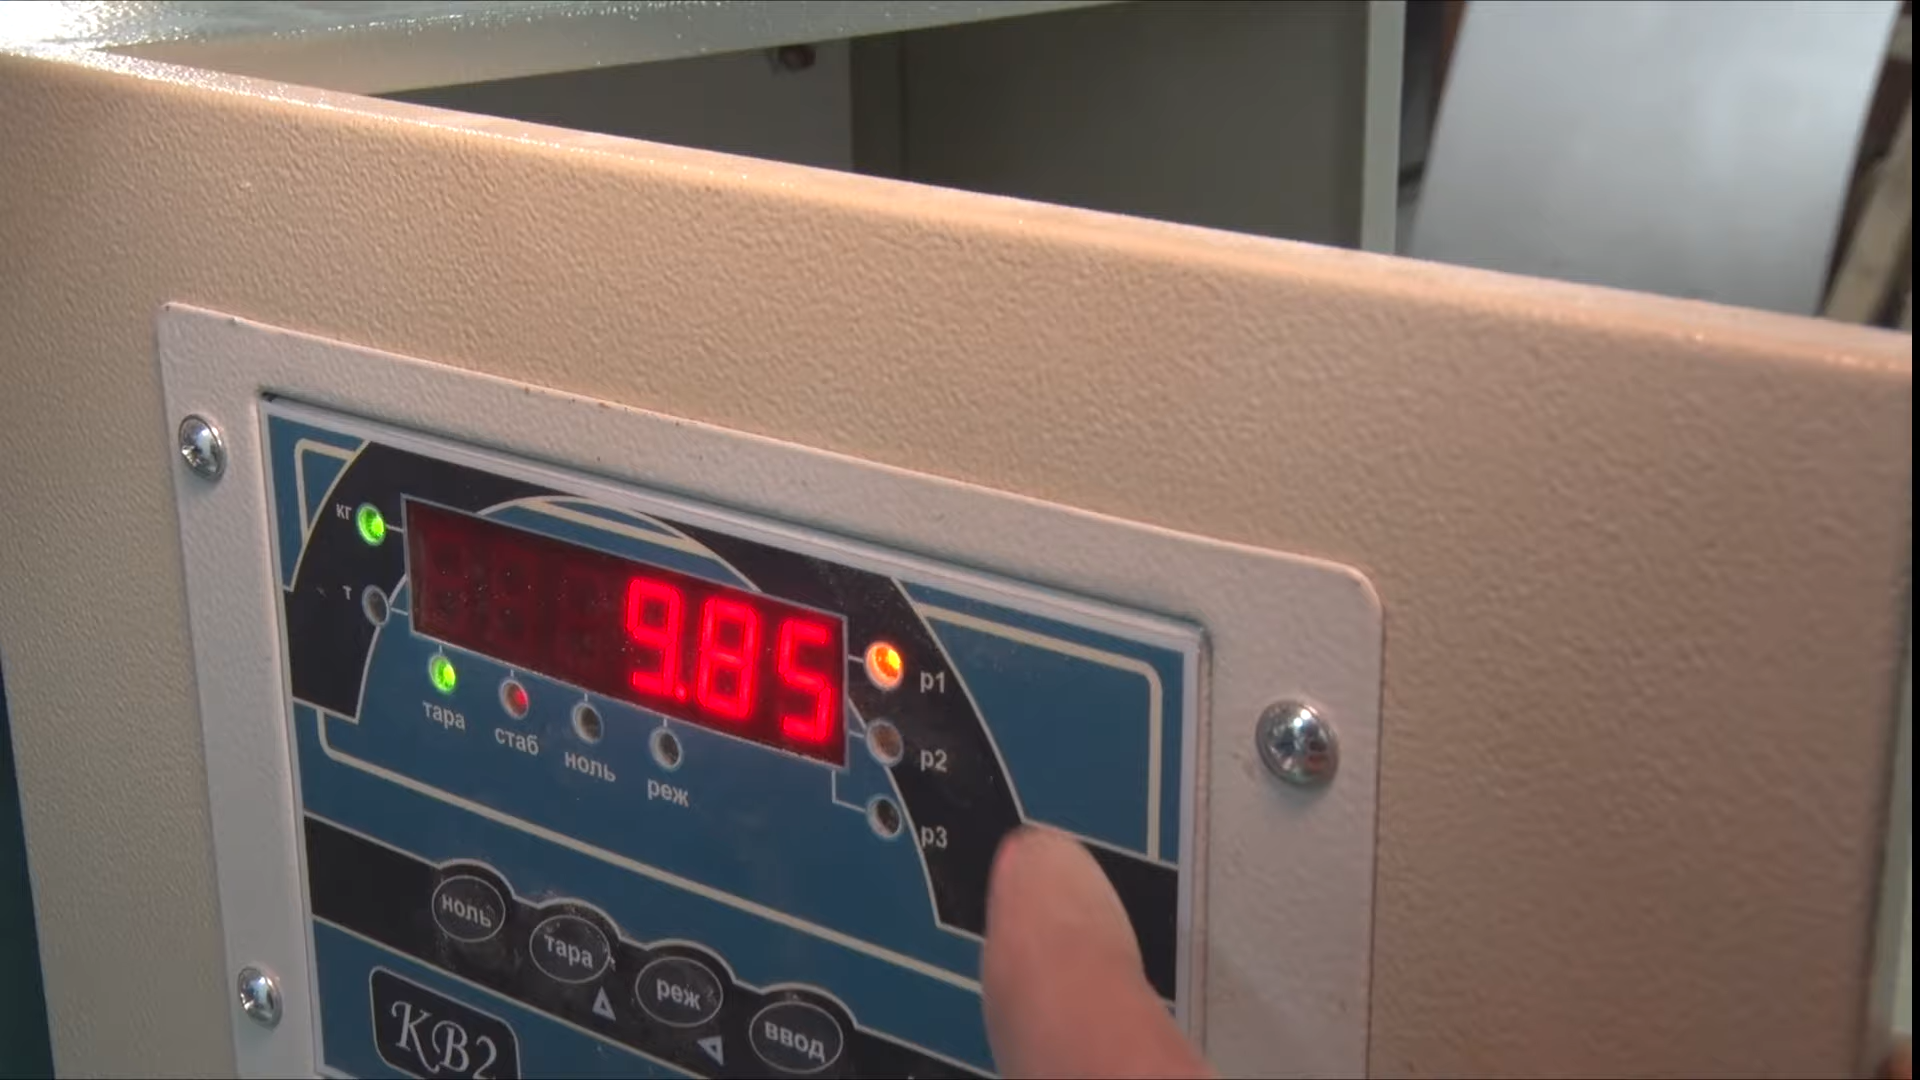 кг
т
9.85
тара
стаб
ноль
реж
р1
р2
р3
ноль
тара
реж
ввод
КВ2